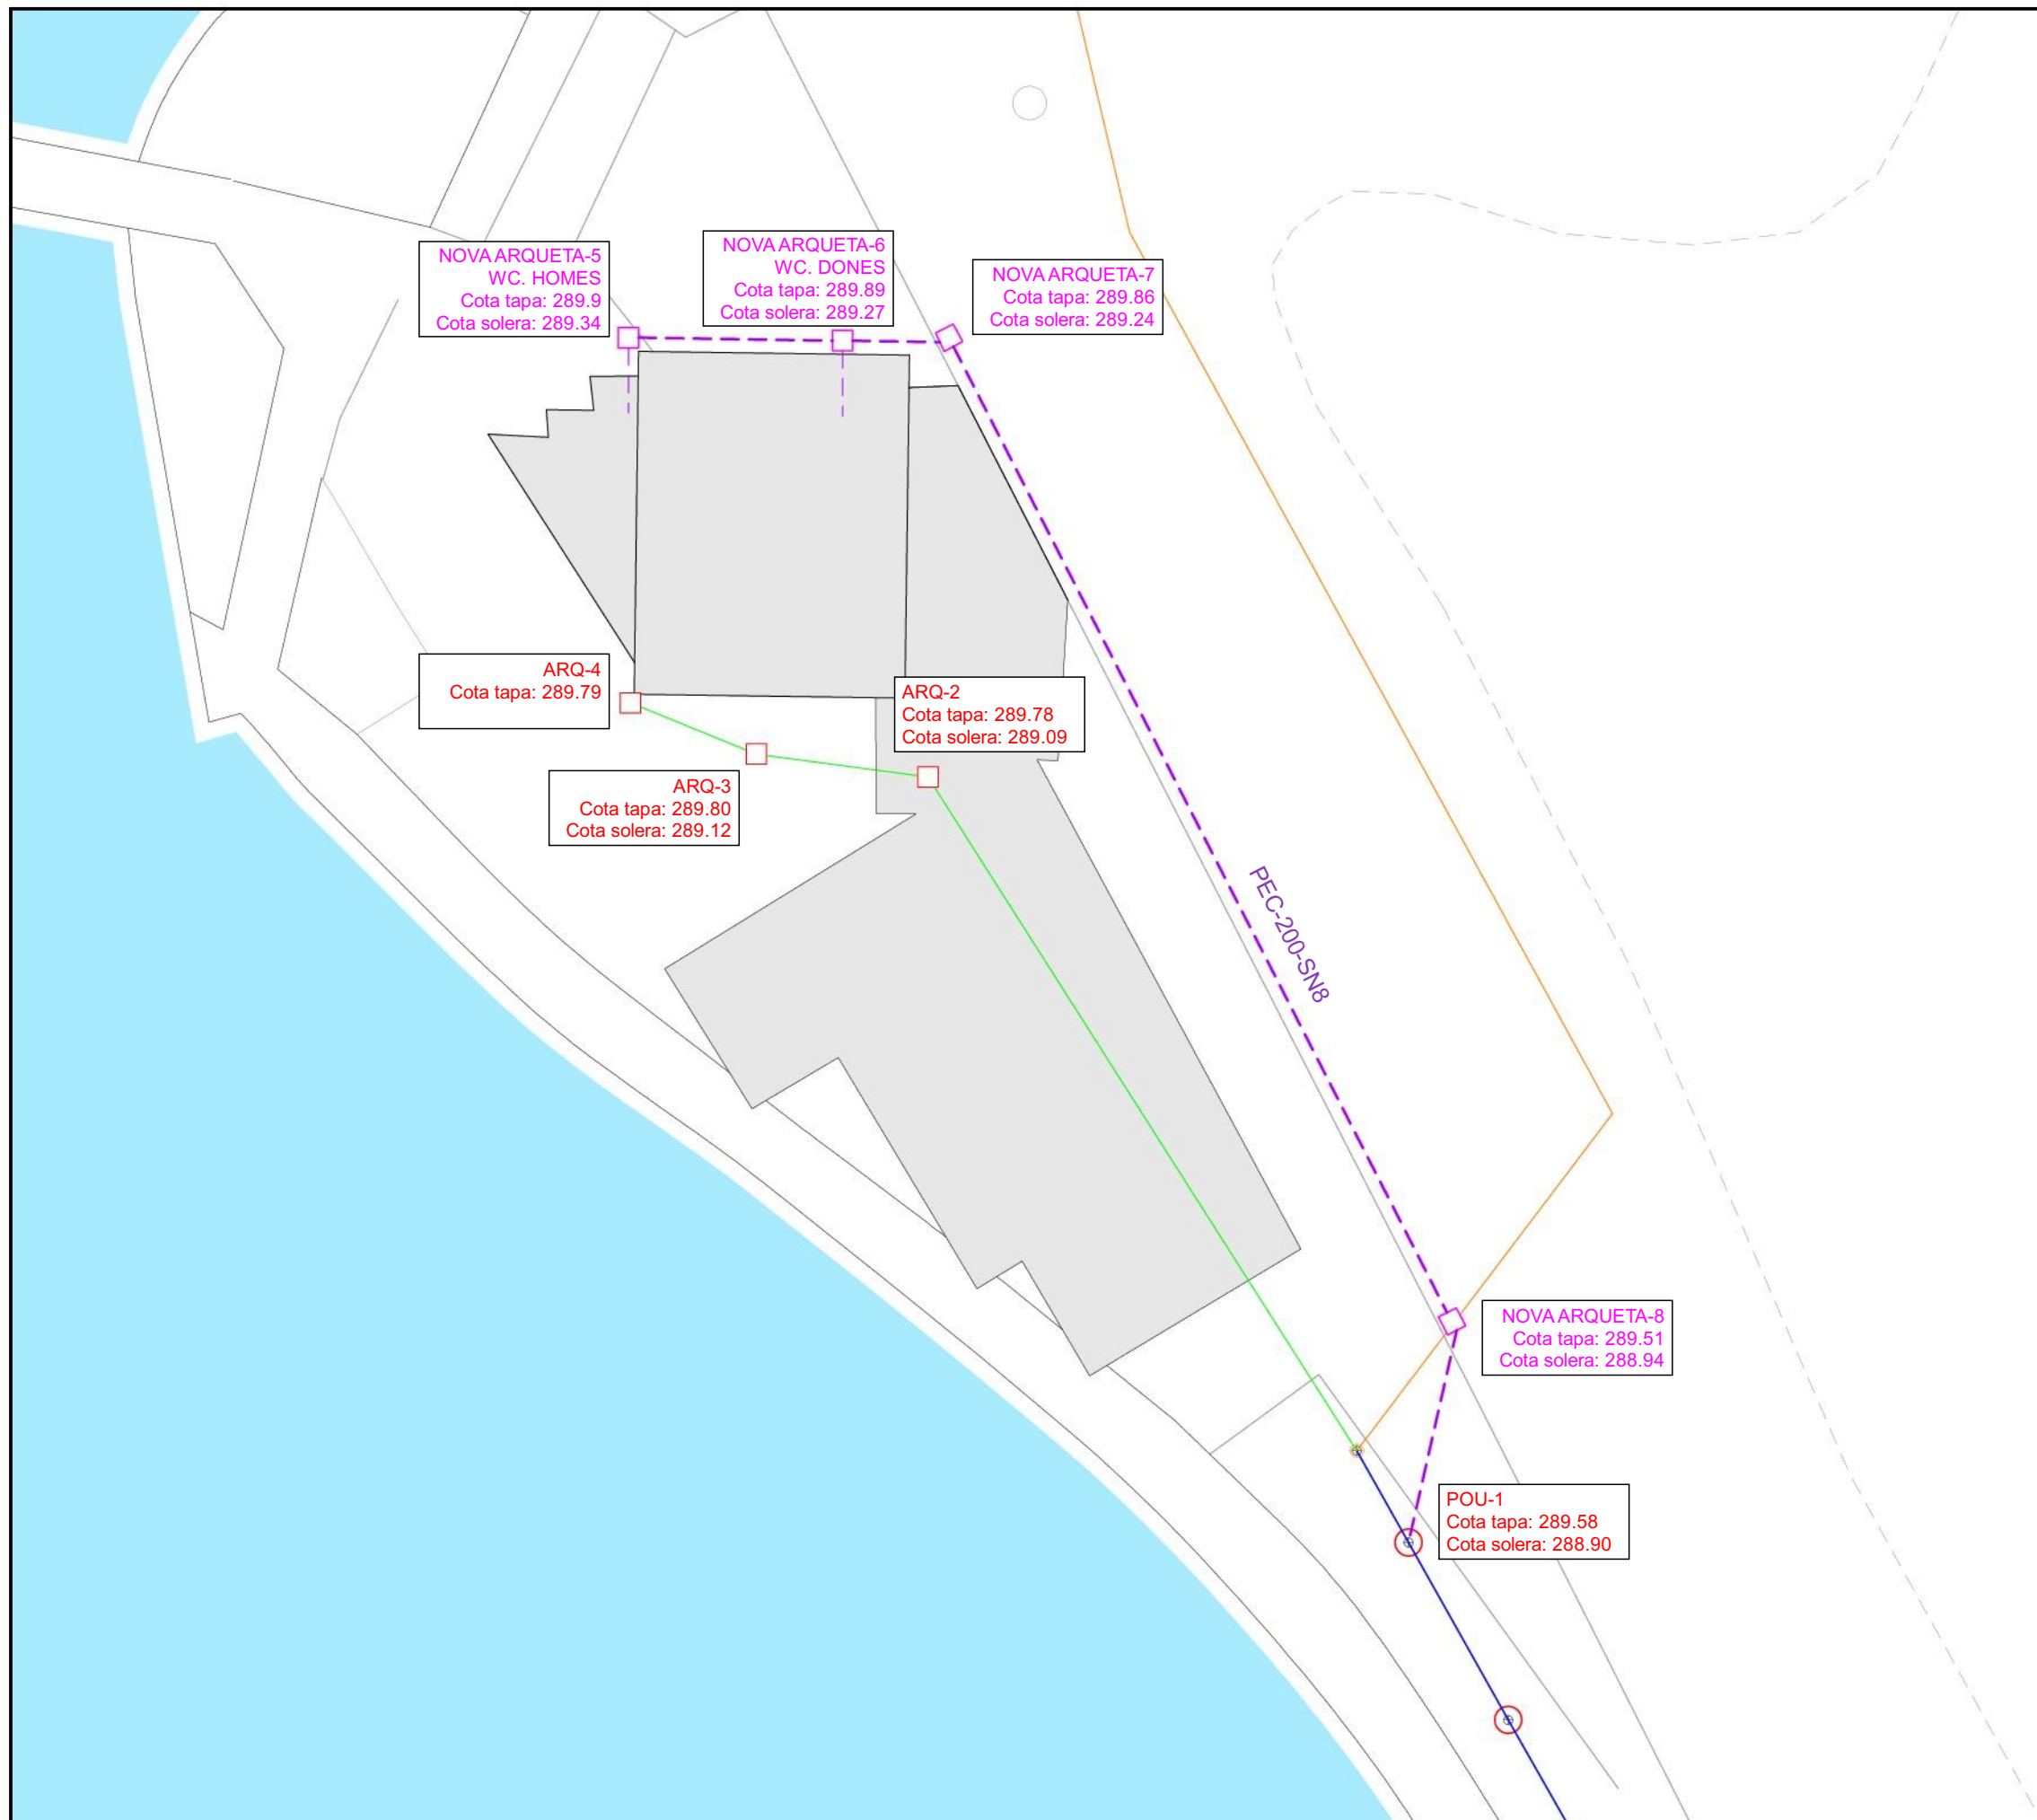 NOVA ARQUETA-5
WC. HOMES
Cota tapa: 289.9
Cota solera: 289.34
NOVA ARQUETA-6
WC. DONES
Cota tapa: 289.89
Cota solera: 289.27
NOVA ARQUETA-7
Cota tapa: 289.86
Cota solera: 289.24
ARQ-4
Cota tapa: 289.79
ARQ-2
Cota tapa: 289.78
Cota solera: 289.09
ARQ-3
Cota tapa: 289.80
Cota solera: 289.12
PEC-200-SN8
NOVA ARQUETA-8
Cota tapa: 289.51
Cota solera: 288.94
POU-1
Cota tapa: 289.58
Cota solera: 288.90